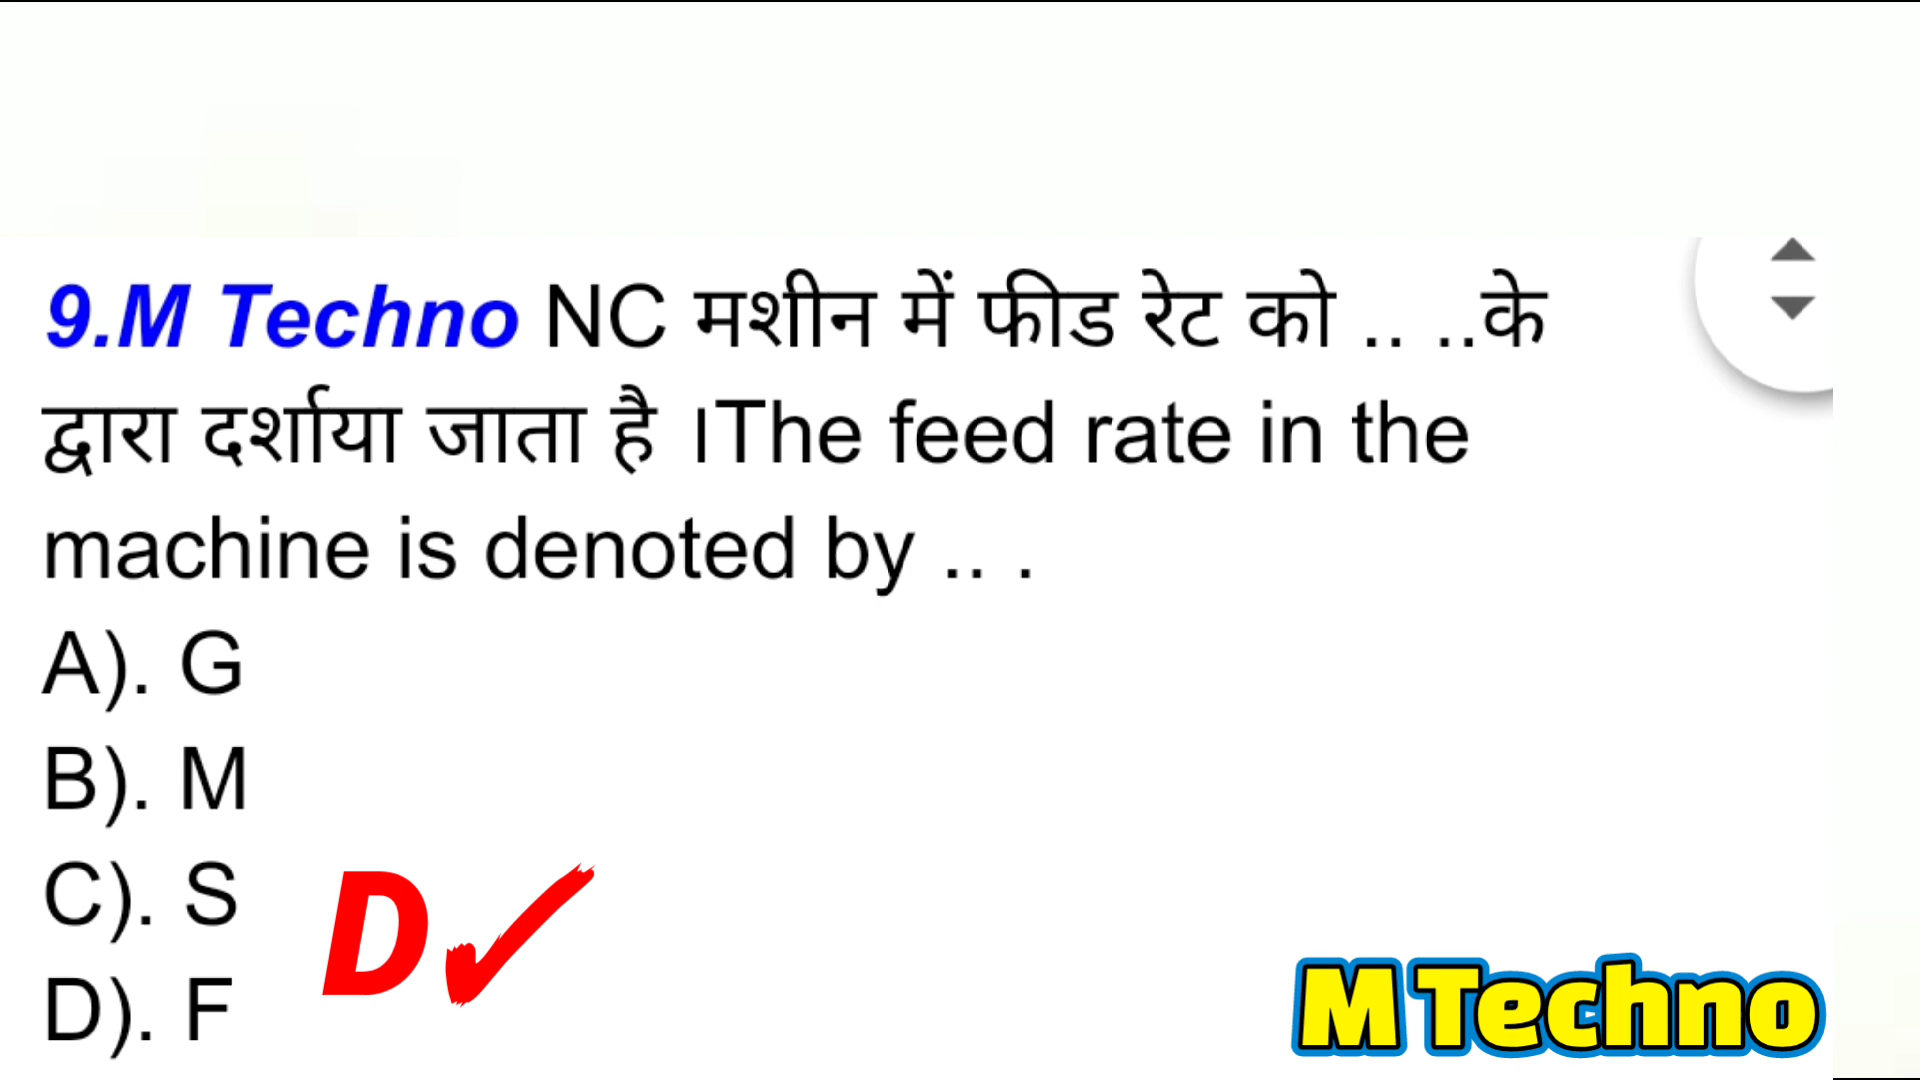 9.M Techno NC मशीन में फीड रेट को .. ..के
द्वारा दर्शाया जाता है ।The feed rate in the
machine is denoted by .. .
A). G
B). M
C). S
D). F
D✓
M Techno